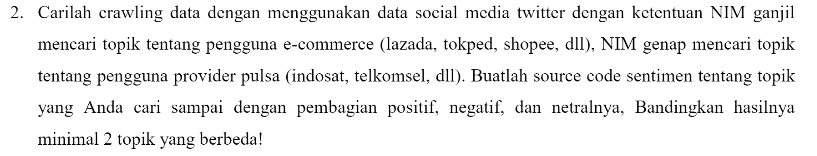 2. Carilah crawling data dengan menggunakan data social media twitter dengan ketentuan NIM ganjil
mencari topik tentang pengguna e-commerce (lazada, tokped, shopee, dll), NIM genap mencari topik
tentang pengguna provider pulsa (indosat, telkomsel, dll). Buatlah source code sentimen tentang topik
yang Anda cari sampai dengan pembagian positif, negatif, dan netralnya, Bandingkan hasilnya
minimal 2 topik yang berbeda!